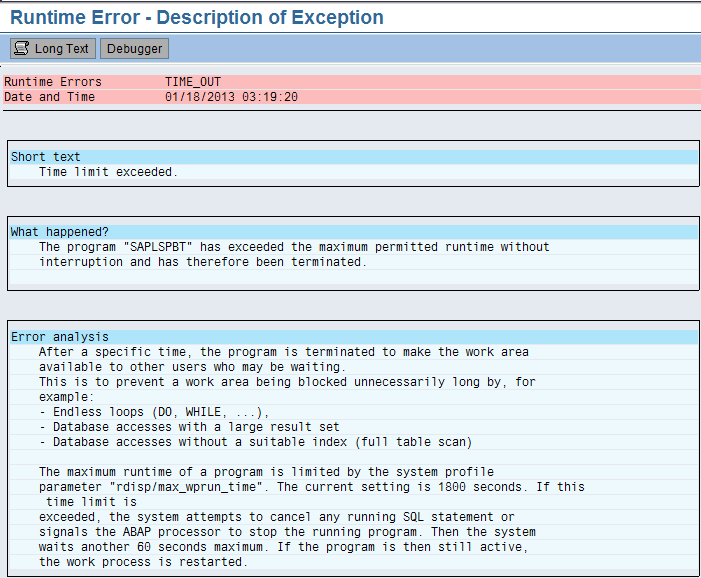 Runtime Error - Description of Exception
Long Text Debugger
Runtime Errors TIME_OUT
Date and Time 01/18/2013 03:19:20
Short text
Time limit exceeded.
What happened?
The program "SAPLSPBT" has exceeded the maximum permitted runtime without
interruption and has therefore been terminated.
Error analysis
After a specific time, the program is terminated to make the work area
available to other users who may be waiting.
This is to prevent a work area being blocked unnecessarily long by, for
example:
- Endless loops (DO, WHILE, ...),
- Database accesses with a large result set
- Database accesses without a suitable index (full table scan)
The maximum runtime of a program is limited by the system profile
parameter "rdisp/max_wprun_time". The current setting is 1800 seconds. If this
time limit is
exceeded, the system attempts to cancel any running SQL statement or
signals the ABAP processor to stop the running program. Then the system
waits another 60 seconds maximum. If the program is then still active,
the work process is restarted.